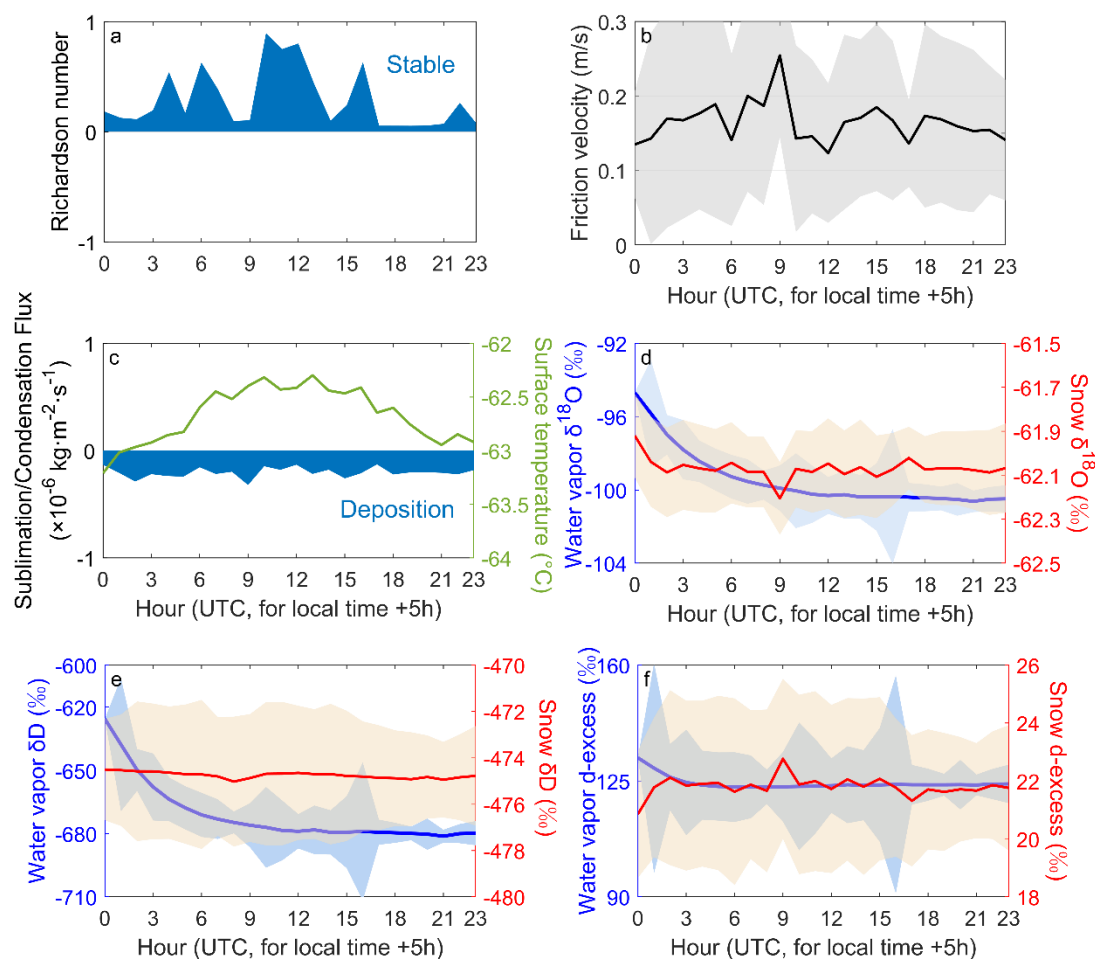 a
Stable
Richardson number
1
0
-1
0 3 6 9 12 15 18 21 23
b
Friction velocity (m/s)
0.3
0.2
0.1
0
0 3 6 9 12 15 18 21 23
Hour (UTC, for local time +5h)
c
Deposition
Sublimation/Condensation Flux
(×10⁻⁶ kg·m⁻²·s⁻¹)
1
0
-1
-62
-62.5
-63
-63.5
-64
Surface temperature (°C)
0 3 6 9 12 15 18 21 23
Hour (UTC, for local time +5h)
d
Water vapor δ¹⁸O (‰)
-92
-96
-100
-104
-61.5
-61.7
-61.9
-62.1
-62.3
-62.5
Snow δ¹⁸O (‰)
0 3 6 9 12 15 18 21 23
Hour (UTC, for local time +5h)
e
Water vapor δD (‰)
-600
-620
-650
-680
-710
-470
-472
-475
-477
-480
Snow δD (‰)
0 3 6 9 12 15 18 21 23
Hour (UTC, for local time +5h)
f
Water vapor d-excess (‰)
160
125
90
26
24
22
20
18
Snow d-excess (‰)
0 3 6 9 12 15 18 21 23
Hour (UTC, for local time +5h)